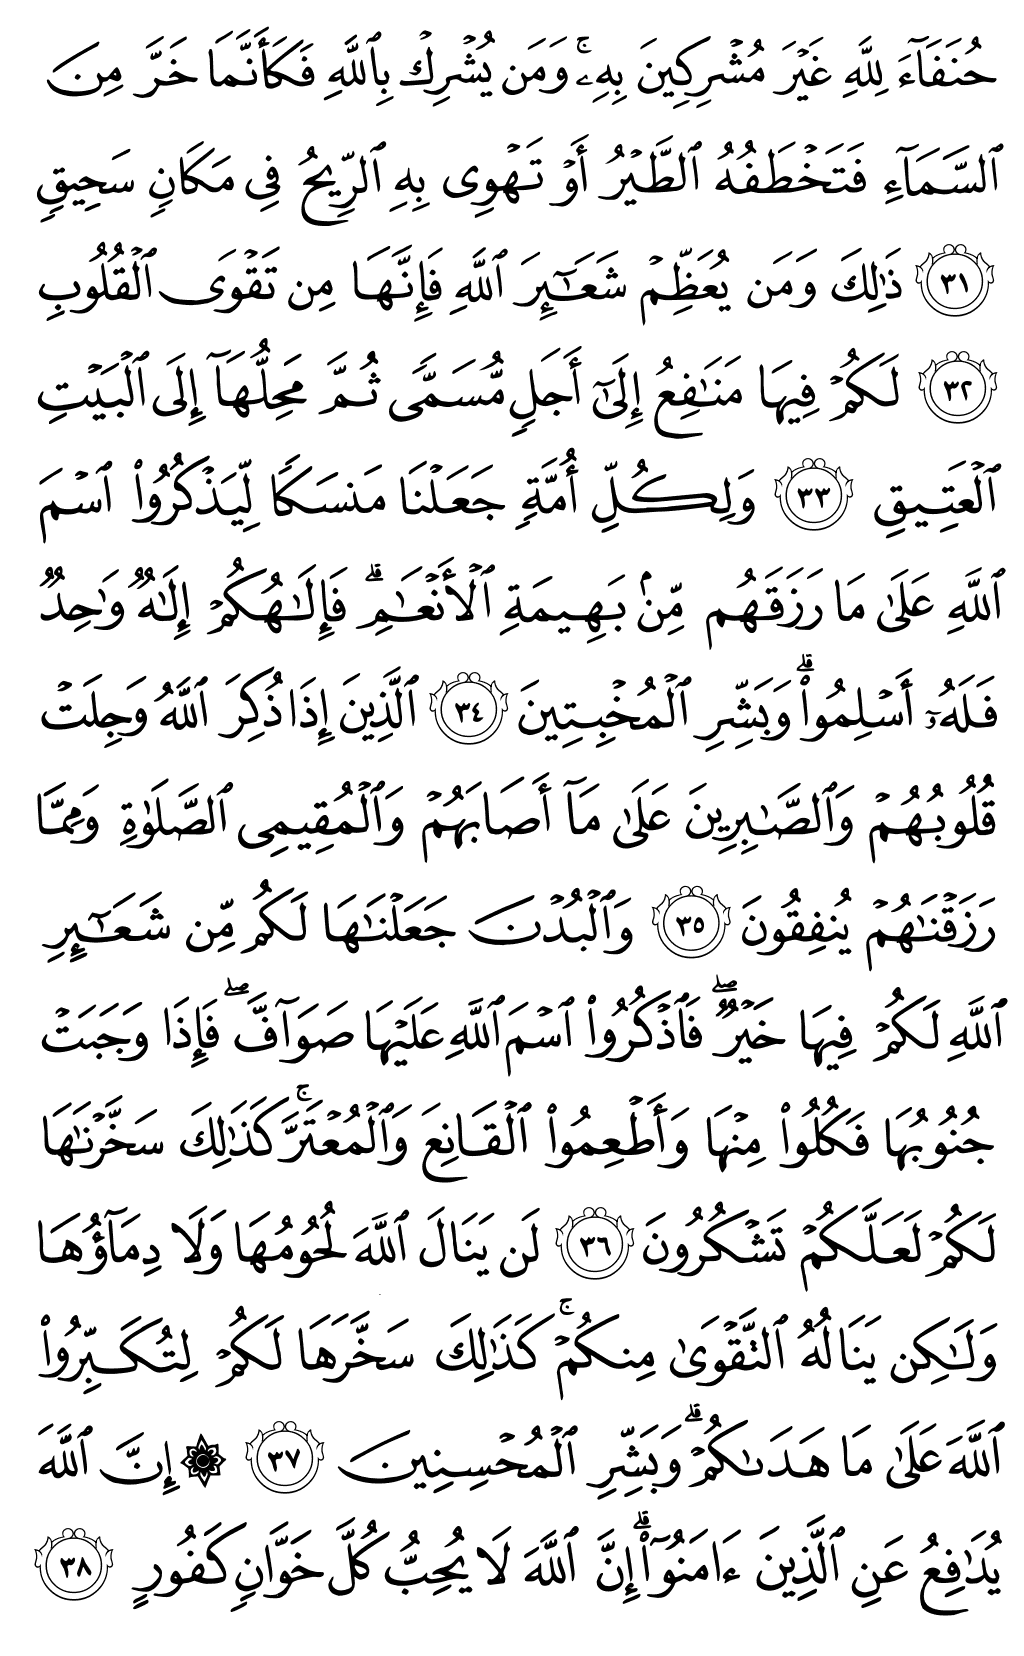 حُنَفَآءَ لِلَّهِ غَيْرَ مُشْرِكِينَ بِهِۦ ۚ وَمَن يُشْرِكْ بِٱللَّهِ فَكَأَنَّمَا خَرَّ مِنَ
ٱلسَّمَآءِ فَتَخْطَفُهُ ٱلطَّيْرُ أَوْ تَهْوِى بِهِ ٱلرِّيحُ فِى مَكَانٍ سَحِيقٍ
٣١ ذَٰلِكَ وَمَن يُعَظِّمْ شَعَـٰٓئِرَ ٱللَّهِ فَإِنَّهَا مِن تَقْوَى ٱلْقُلُوبِ
٣٢ لَكُمْ فِيهَا مَنَـٰفِعُ إِلَىٰٓ أَجَلٍ مُّسَمًّى ثُمَّ مَحِلُّهَآ إِلَى ٱلْبَيْتِ
ٱلْعَتِيقِ ٣٣ وَلِكُلِّ أُمَّةٍ جَعَلْنَا مَنسَكًا لِّيَذْكُرُوا۟ ٱسْمَ
ٱللَّهِ عَلَىٰ مَا رَزَقَهُم مِّنۢ بَهِيمَةِ ٱلْأَنْعَـٰمِ ۗ فَإِلَـٰهُكُمْ إِلَـٰهٌ وَٰحِدٌ
فَلَهُۥٓ أَسْلِمُوا۟ ۗ وَبَشِّرِ ٱلْمُخْبِتِينَ ٣٤ ٱلَّذِينَ إِذَا ذُكِرَ ٱللَّهُ وَجِلَتْ
قُلُوبُهُمْ وَٱلصَّـٰبِرِينَ عَلَىٰ مَآ أَصَابَهُمْ وَٱلْمُقِيمِى ٱلصَّلَوٰةِ وَمِمَّا
رَزَقْنَـٰهُمْ يُنفِقُونَ ٣٥ وَٱلْبُدْنَ جَعَلْنَـٰهَا لَكُم مِّن شَعَـٰٓئِرِ
ٱللَّهِ لَكُمْ فِيهَا خَيْرٌ ۖ فَٱذْكُرُوا۟ ٱسْمَ ٱللَّهِ عَلَيْهَا صَوَآفَّ ۖ فَإِذَا وَجَبَتْ
جُنُوبُهَا فَكُلُوا۟ مِنْهَا وَأَطْعِمُوا۟ ٱلْقَانِعَ وَٱلْمُعْتَرَّ ۚ كَذَٰلِكَ سَخَّرْنَـٰهَا
لَكُمْ لَعَلَّكُمْ تَشْكُرُونَ ٣٦ لَن يَنَالَ ٱللَّهَ لُحُومُهَا وَلَا دِمَآؤُهَا
وَلَـٰكِن يَنَالُهُ ٱلتَّقْوَىٰ مِنكُمْ ۚ كَذَٰلِكَ سَخَّرَهَا لَكُمْ لِتُكَبِّرُوا۟
ٱللَّهَ عَلَىٰ مَا هَدَىٰكُمْ ۗ وَبَشِّرِ ٱلْمُحْسِنِينَ ٣٧ ۞ إِنَّ ٱللَّهَ
يُدَٰفِعُ عَنِ ٱلَّذِينَ ءَامَنُوٓا۟ ۗ إِنَّ ٱللَّهَ لَا يُحِبُّ كُلَّ خَوَّانٍ كَفُورٍ ٣٨